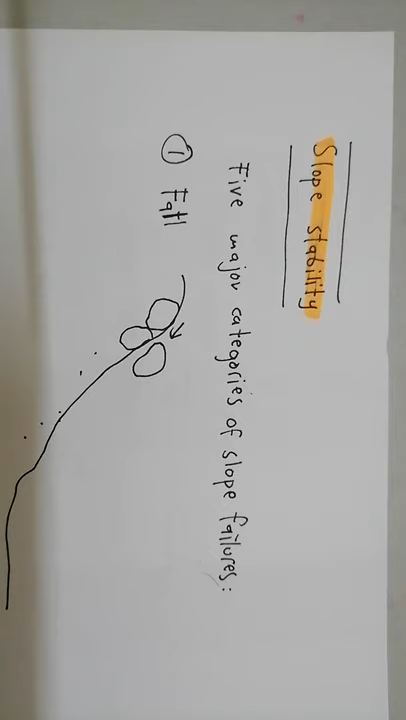 Slope stability
Five major categories of slope failures:
① Fall